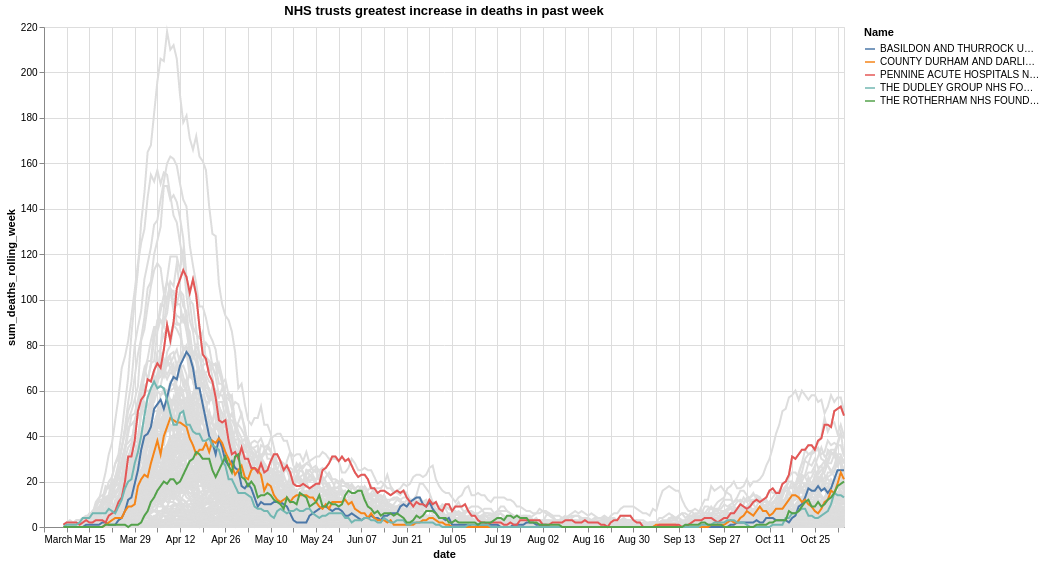 NHS trusts greatest increase in deaths in past week
Name
BASILDON AND THURROCK U…
COUNTY DURHAM AND DARLI…
PENNINE ACUTE HOSPITALS N…
THE DUDLEY GROUP NHS FO…
THE ROTHERHAM NHS FOUND…
sum_deaths_rolling_week
220
200
180
160
140
120
100
80
60
40
20
0
March Mar 15 Mar 29 Apr 12 Apr 26 May 10 May 24 Jun 07 Jun 21 Jul 05 Jul 19 Aug 02 Aug 16 Aug 30 Sep 13 Sep 27 Oct 11 Oct 25
date